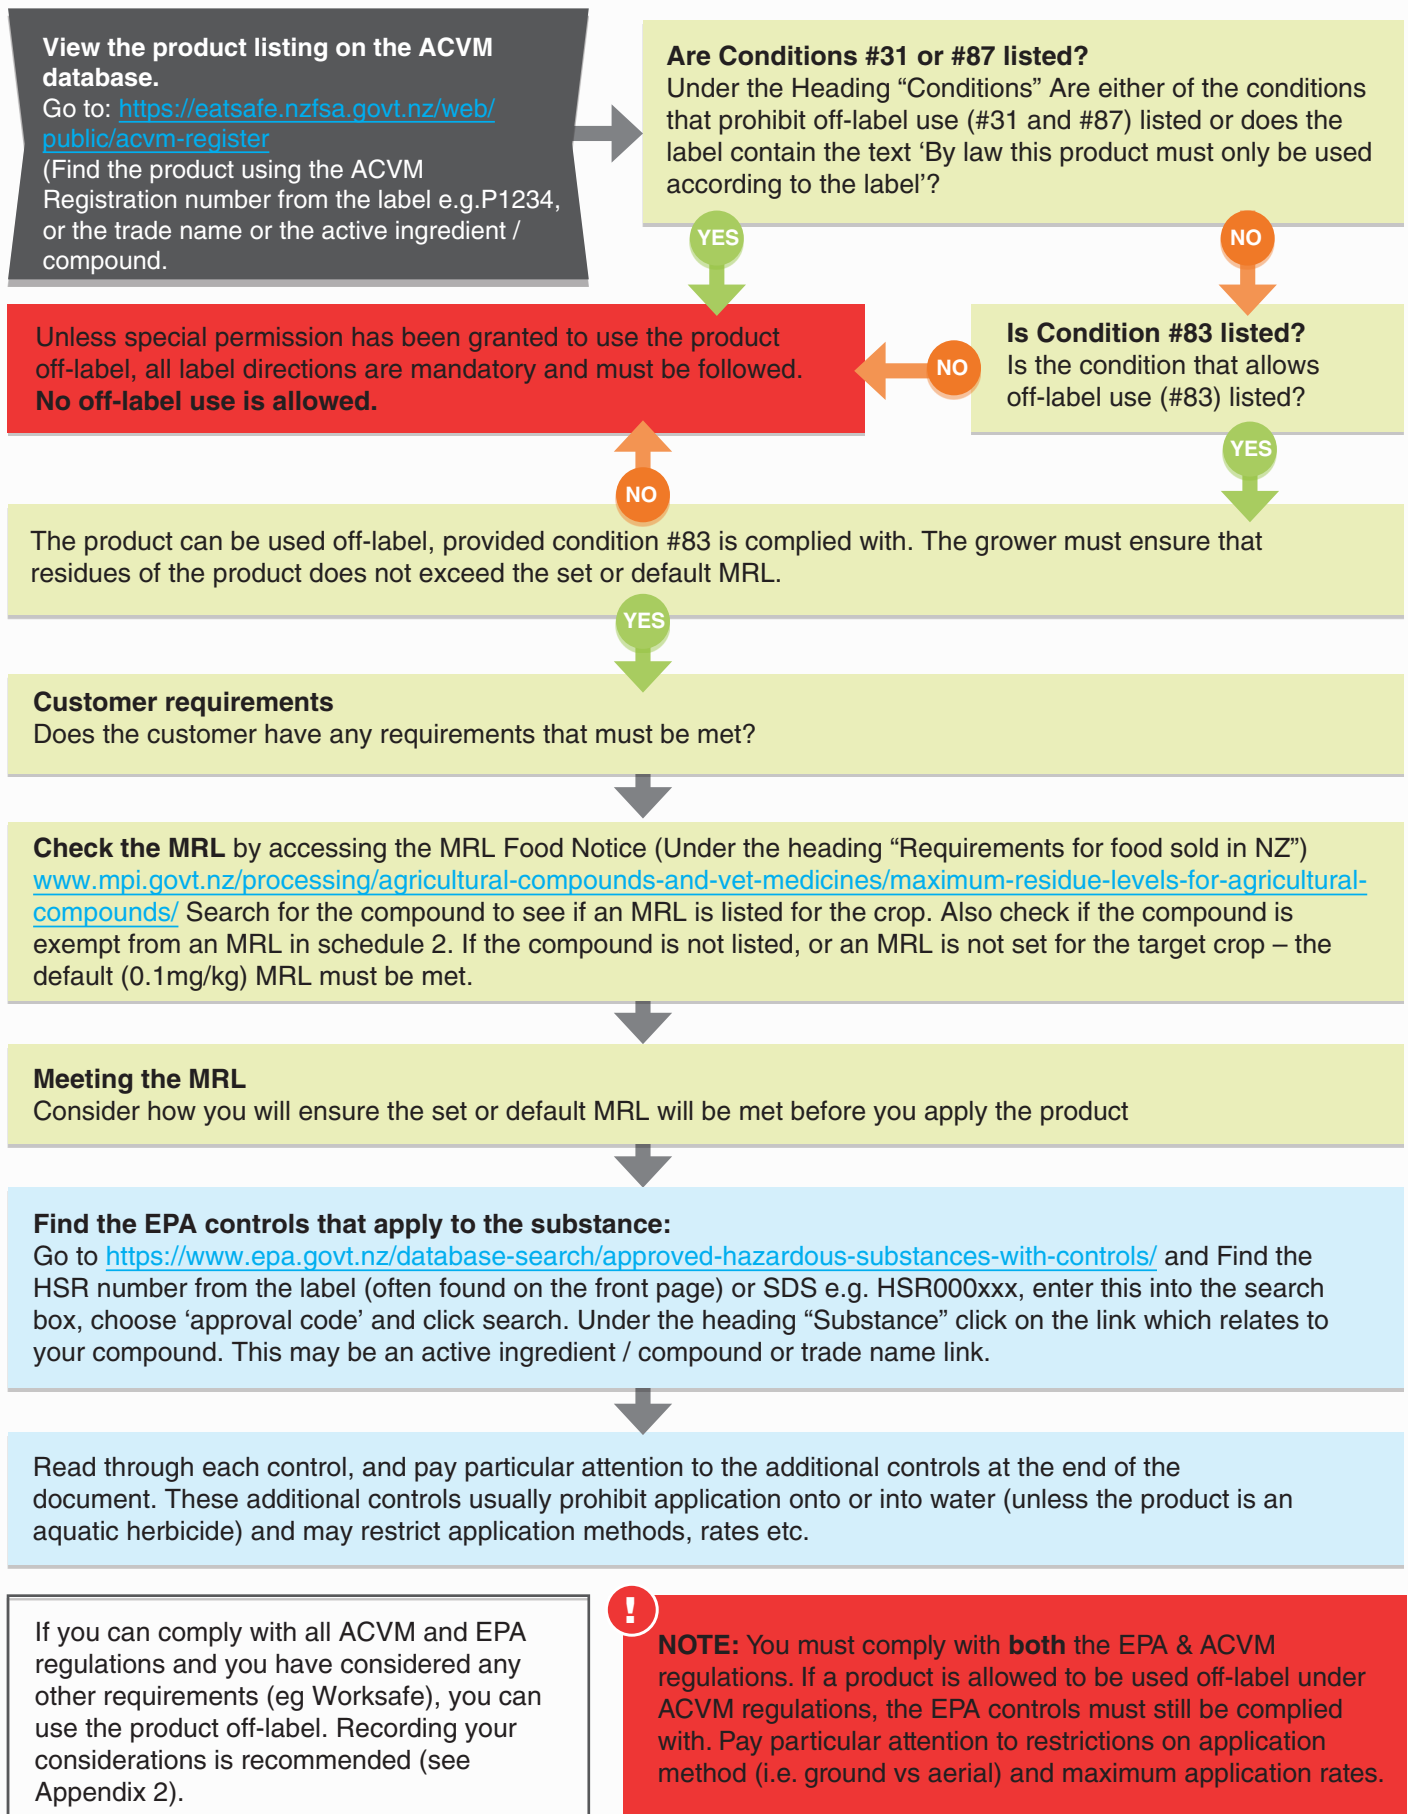 View the product listing on the ACVM
database.
Go to: https://eatsafe.nzfsa.govt.nz/web/
public/acvm-register
(Find the product using the ACVM
Registration number from the label e.g.P1234,
or the trade name or the active ingredient /
compound.
Are Conditions #31 or #87 listed?
Under the Heading “Conditions” Are either of the conditions
that prohibit off-label use (#31 and #87) listed or does the
label contain the text ‘By law this product must only be used
according to the label’?
YES
NO
Unless special permission has been granted to use the product
off-label, all label directions are mandatory and must be followed.
No off-label use is allowed.
NO
Is Condition #83 listed?
Is the condition that allows
off-label use (#83) listed?
YES
NO
The product can be used off-label, provided condition #83 is complied with. The grower must ensure that
residues of the product does not exceed the set or default MRL.
YES
Customer requirements
Does the customer have any requirements that must be met?
Check the MRL by accessing the MRL Food Notice (Under the heading “Requirements for food sold in NZ”)
www.mpi.govt.nz/processing/agricultural-compounds-and-vet-medicines/maximum-residue-levels-for-agricultural-
compounds/ Search for the compound to see if an MRL is listed for the crop. Also check if the compound is
exempt from an MRL in schedule 2. If the compound is not listed, or an MRL is not set for the target crop – the
default (0.1mg/kg) MRL must be met.
Meeting the MRL
Consider how you will ensure the set or default MRL will be met before you apply the product
Find the EPA controls that apply to the substance:
Go to https://www.epa.govt.nz/database-search/approved-hazardous-substances-with-controls/ and Find the
HSR number from the label (often found on the front page) or SDS e.g. HSR000xxx, enter this into the search
box, choose ‘approval code’ and click search. Under the heading “Substance” click on the link which relates to
your compound. This may be an active ingredient / compound or trade name link.
Read through each control, and pay particular attention to the additional controls at the end of the
document. These additional controls usually prohibit application onto or into water (unless the product is an
aquatic herbicide) and may restrict application methods, rates etc.
If you can comply with all ACVM and EPA
regulations and you have considered any
other requirements (eg Worksafe), you can
use the product off-label. Recording your
considerations is recommended (see
Appendix 2).
!
NOTE: You must comply with both the EPA & ACVM
regulations. If a product is allowed to be used off-label under
ACVM regulations, the EPA controls must still be complied
with. Pay particular attention to restrictions on application
method (i.e. ground vs aerial) and maximum application rates.